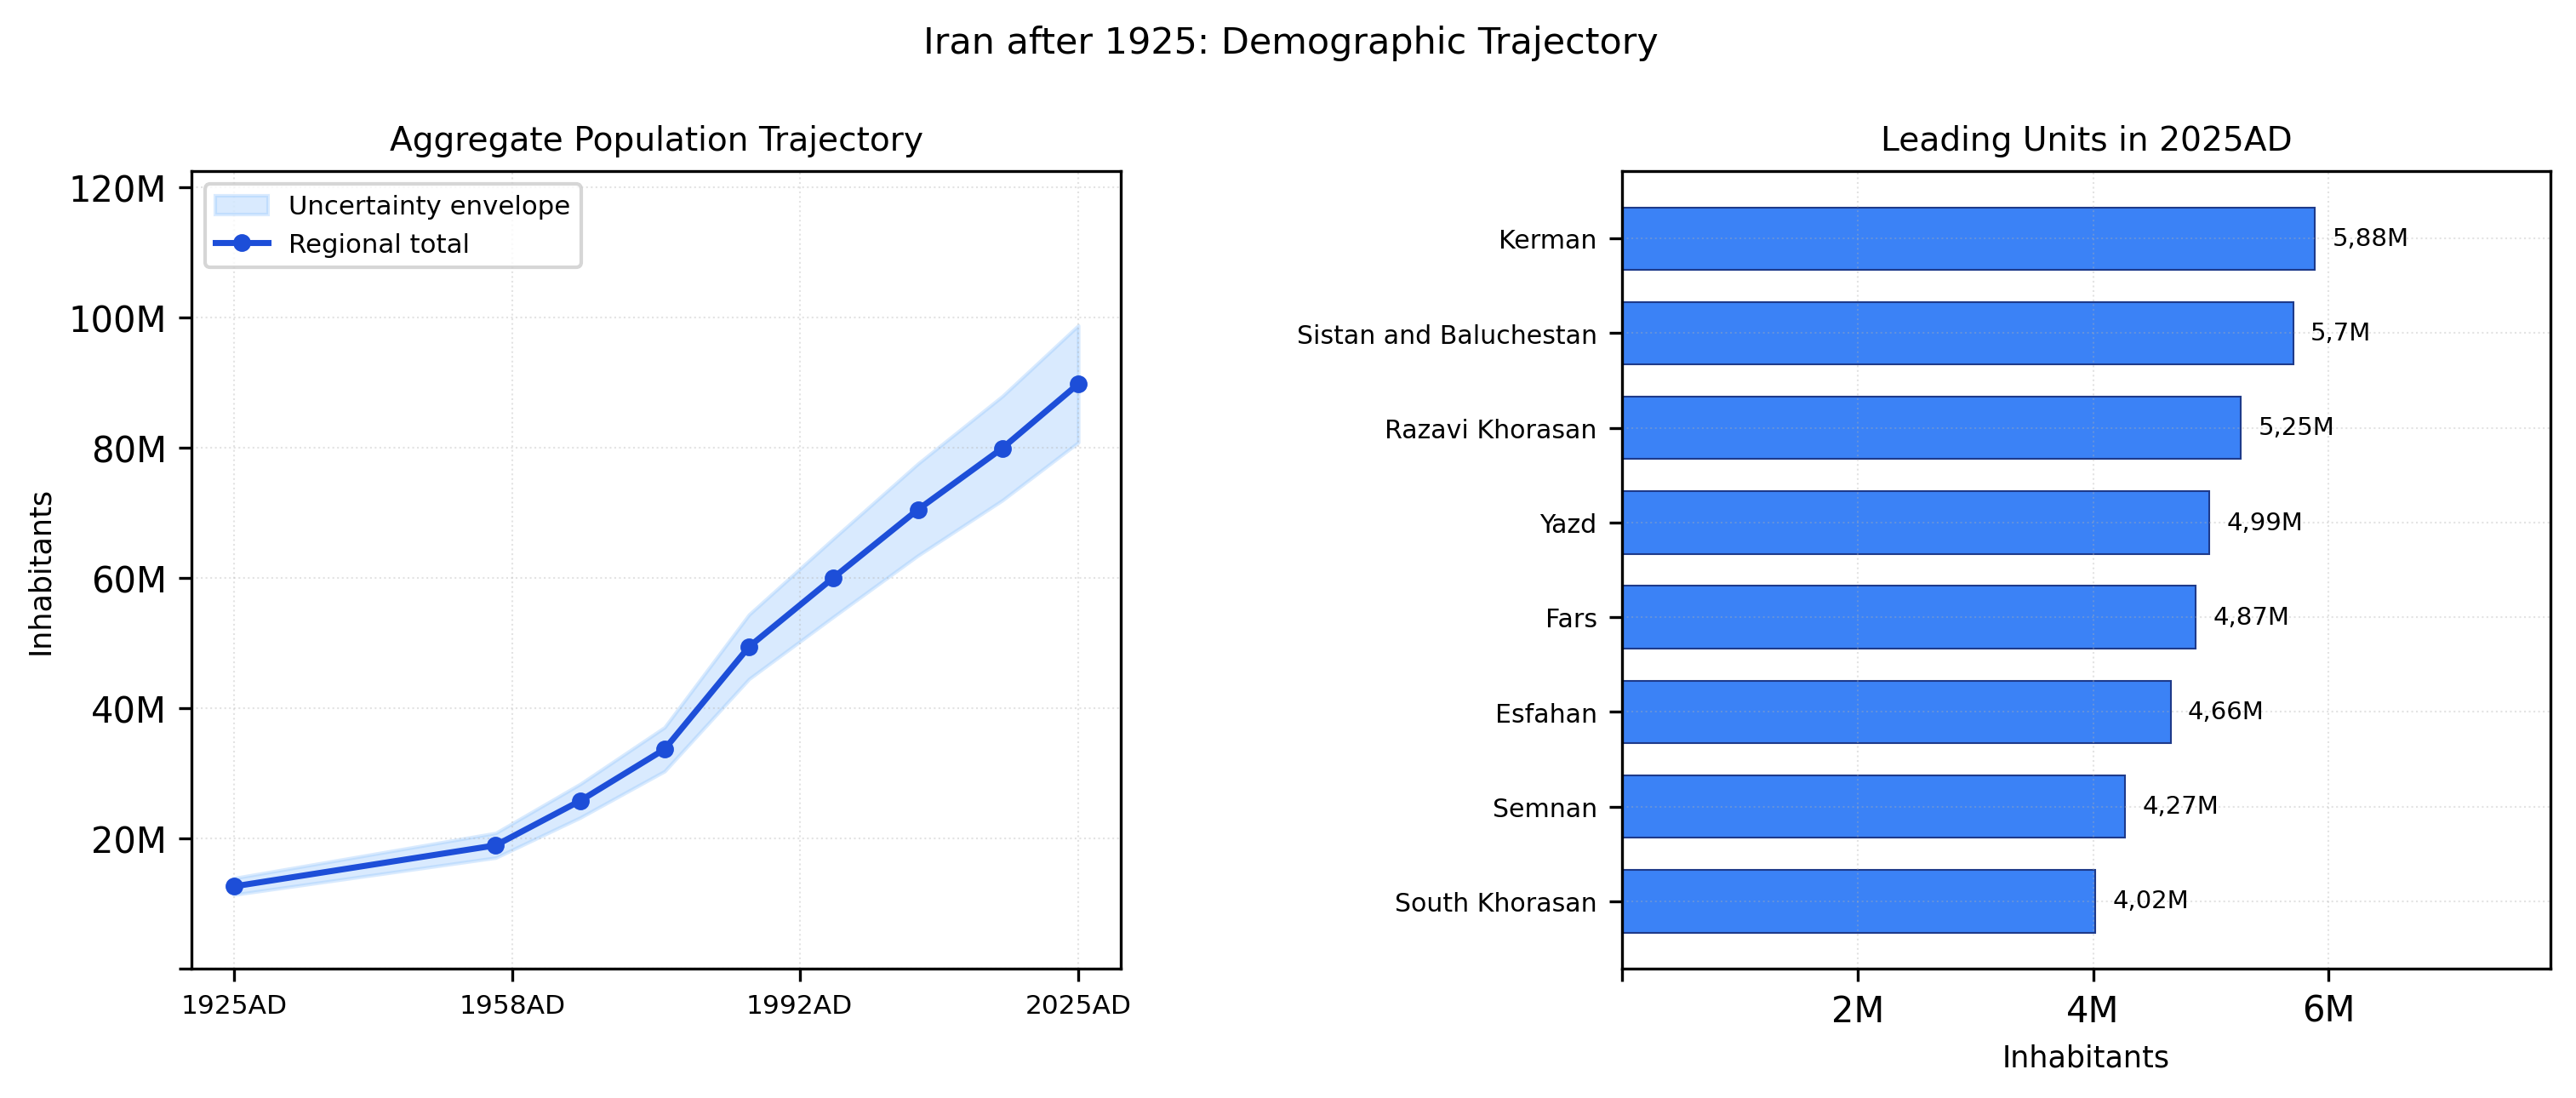 Iran after 1925: Demographic Trajectory
Aggregate Population Trajectory
120M
100M
80M
60M
40M
20M
Inhabitants
Uncertainty envelope
Regional total
1925AD
1958AD
1992AD
2025AD
Leading Units in 2025AD
Kerman 5,88M
Sistan and Baluchestan 5,7M
Razavi Khorasan 5,25M
Yazd 4,99M
Fars 4,87M
Esfahan 4,66M
Semnan 4,27M
South Khorasan 4,02M
2M
4M
6M
Inhabitants